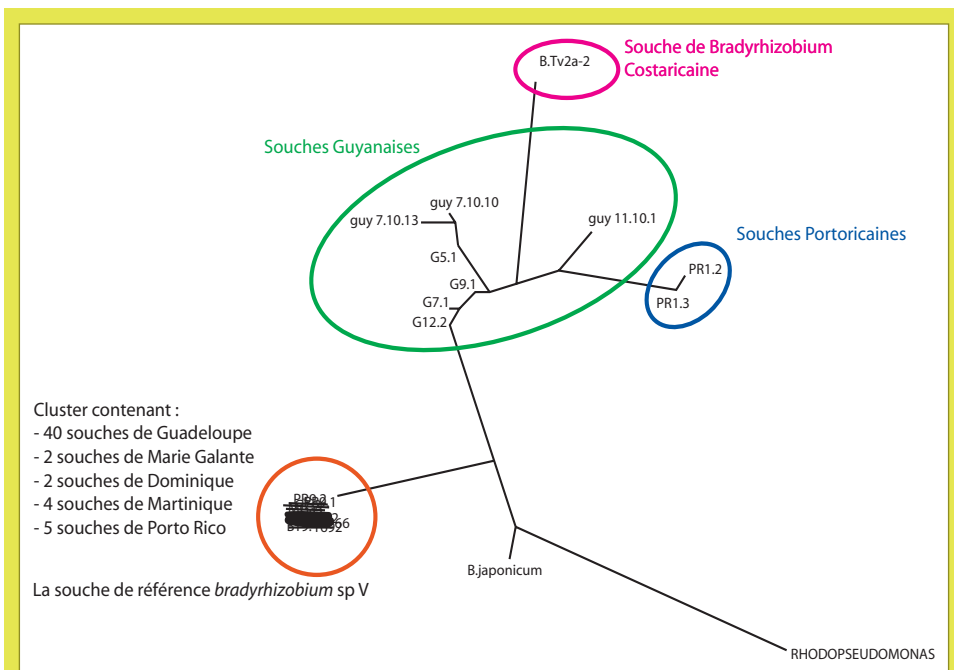 Souche de Bradyrhizobium
Costaricaine
B.Tv2a-2
Souches Guyanaises
guy 7.10.10
guy 7.10.13
guy 11.10.1
Souches Portoricaines
G5.1
PR1.2
G9.1
PR1.3
G7.1
G12.2
Cluster contenant :
- 40 souches de Guadeloupe
- 2 souches de Marie Galante
- 2 souches de Dominique
- 4 souches de Martinique
- 5 souches de Porto Rico
B.japonicum
La souche de référence bradyrhizobium sp V
RHODOPSEUDOMONAS